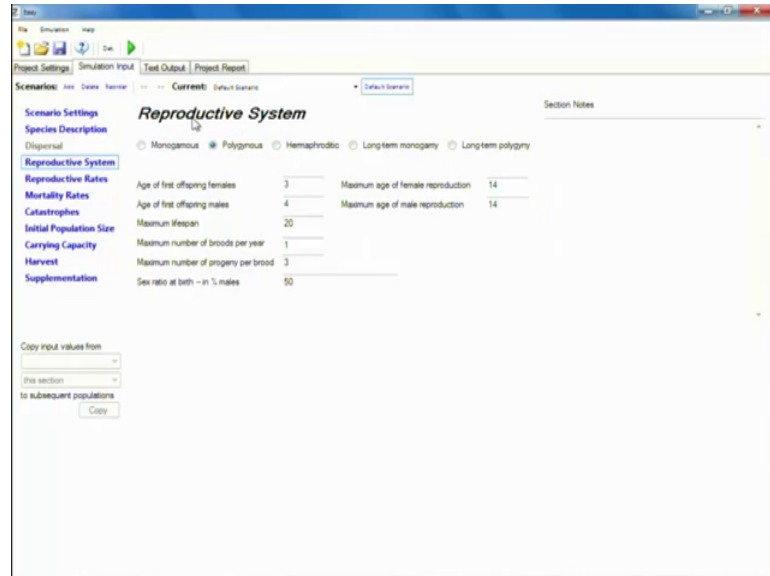 File Simulation Help
Project Settings Simulation Input Text Output Project Report
Scenarios: Add Delete Reorder Current: Default Scenario Default Scenario
Section Notes
Reproductive System
Scenario Settings
Species Description
Dispersal
Reproductive System
Reproductive Rates
Mortality Rates
Catastrophes
Initial Population Size
Carrying Capacity
Harvest
Supplementation
Monogamous Polygynous Hermaphroditic Long-term monogamy Long-term polygyny
Age of first offspring females 3 Maximum age of female reproduction 14
Age of first offspring males 4 Maximum age of male reproduction 14
Maximum lifespan 20
Maximum number of broods per year 1
Maximum number of progeny per brood 3
Sex ratio at birth -- in % males 50
Copy input values from
this section
to subsequent populations
Copy